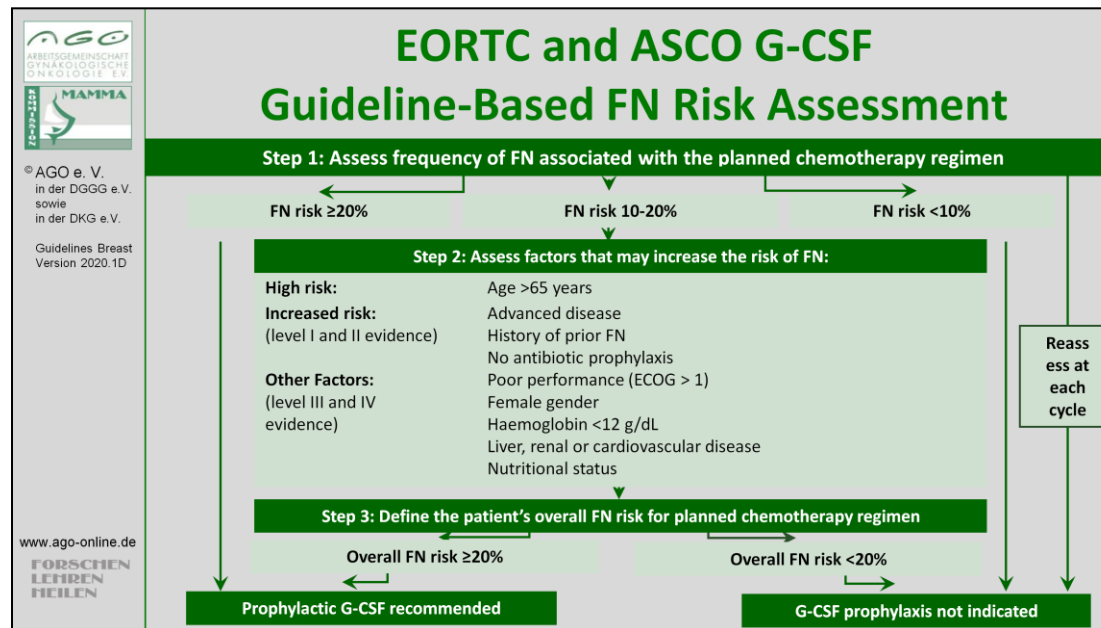 AGO
ARBEITSGEMEINSCHAFT
GYNÄKOLOGISCHE
ONKOLOGIE E.V.
KOMMISSION
MAMMA
© AGO e. V.
in der DGGG e.V.
sowie
in der DKG e.V.
Guidelines Breast
Version 2020.1D
www.ago-online.de
FORSCHEN
LEHREN
HEILEN
EORTC and ASCO G-CSF
Guideline-Based FN Risk Assessment
Step 1: Assess frequency of FN associated with the planned chemotherapy regimen
FN risk ≥20%
FN risk 10-20%
FN risk <10%
Step 2: Assess factors that may increase the risk of FN:
High risk: Age >65 years
Increased risk: Advanced disease
(level I and II evidence) History of prior FN
No antibiotic prophylaxis
Other Factors: Poor performance (ECOG > 1)
(level III and IV Female gender
evidence) Haemoglobin <12 g/dL
Liver, renal or cardiovascular disease
Nutritional status
Reass
ess at
each
cycle
Step 3: Define the patient’s overall FN risk for planned chemotherapy regimen
Overall FN risk ≥20%
Overall FN risk <20%
Prophylactic G-CSF recommended
G-CSF prophylaxis not indicated